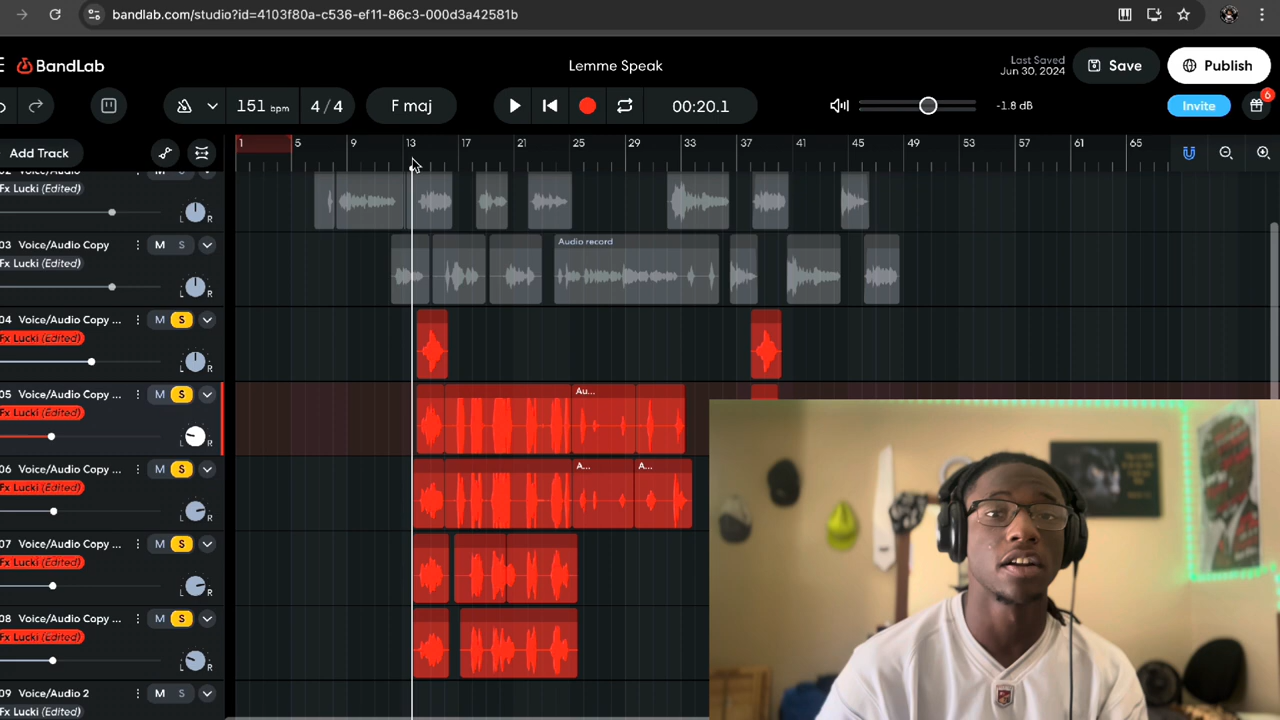 bandlab.com/studio?id=4103f80a-c536-ef11-86c3-000d3a42581b
BandLab
Lemme Speak
Last Saved
Jun 30, 2024
Save
Publish
151 bpm
4/4
F maj
00:20.1
-1.8 dB
Invite
6
Add Track
1 5 9 13 17 21 25 29 33 37 41 45 49 53 57 61 65
Fx Lucki (Edited)
L R
03 Voice/Audio Copy
M S
Fx Lucki (Edited)
L R
Audio record
04 Voice/Audio Copy ...
M S
Fx Lucki (Edited)
L R
05 Voice/Audio Copy ...
M S
Fx Lucki (Edited)
L R
Au...
06 Voice/Audio Copy ...
M S
Fx Lucki (Edited)
L R
A...
A...
07 Voice/Audio Copy ...
M S
Fx Lucki (Edited)
L R
08 Voice/Audio Copy ...
M S
Fx Lucki (Edited)
L R
09 Voice/Audio 2
M S
Fx Lucki (Edited)